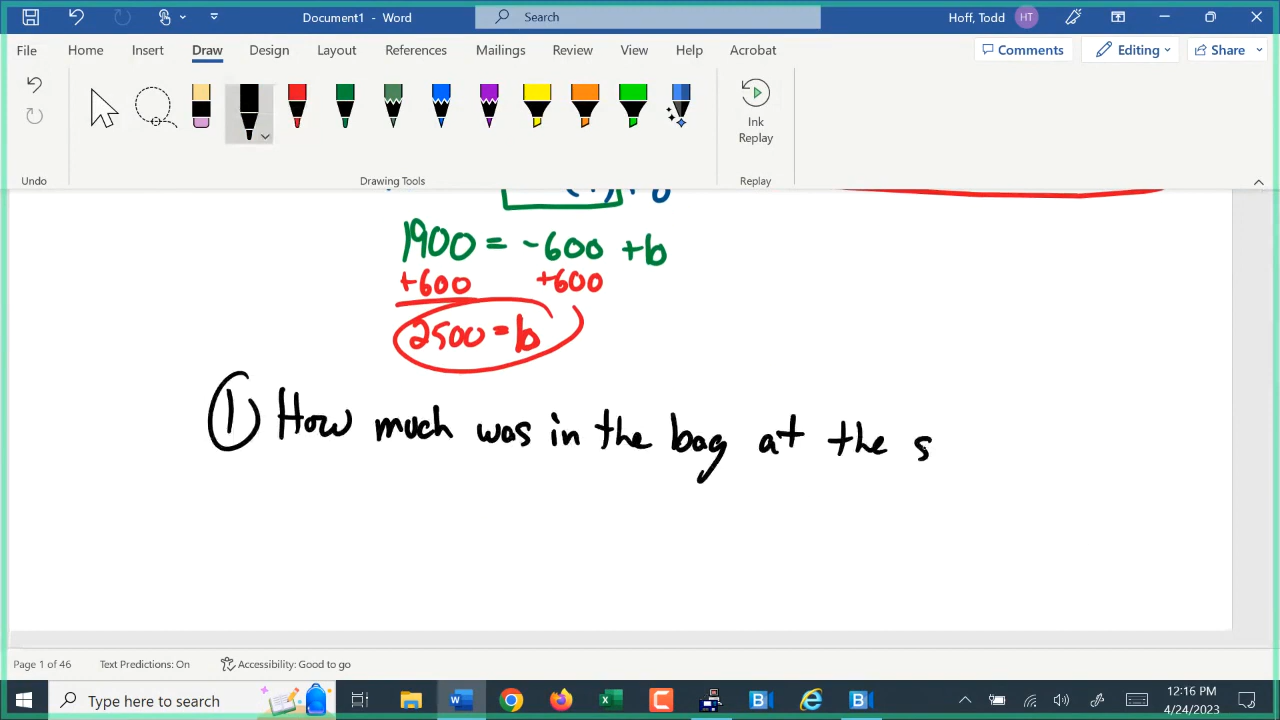 Document1 - Word
Search
Hoff, Todd
HT
File
Home
Insert
Draw
Design
Layout
References
Mailings
Review
View
Help
Acrobat
Comments
Editing
Share
Ink
Replay
Undo
Drawing Tools
Replay
1900 = -600 + b
+600 +600
2500 = b
① How much was in the bag at the s
Page 1 of 46
Text Predictions: On
Accessibility: Good to go
Type here to search
12:16 PM
4/24/2023